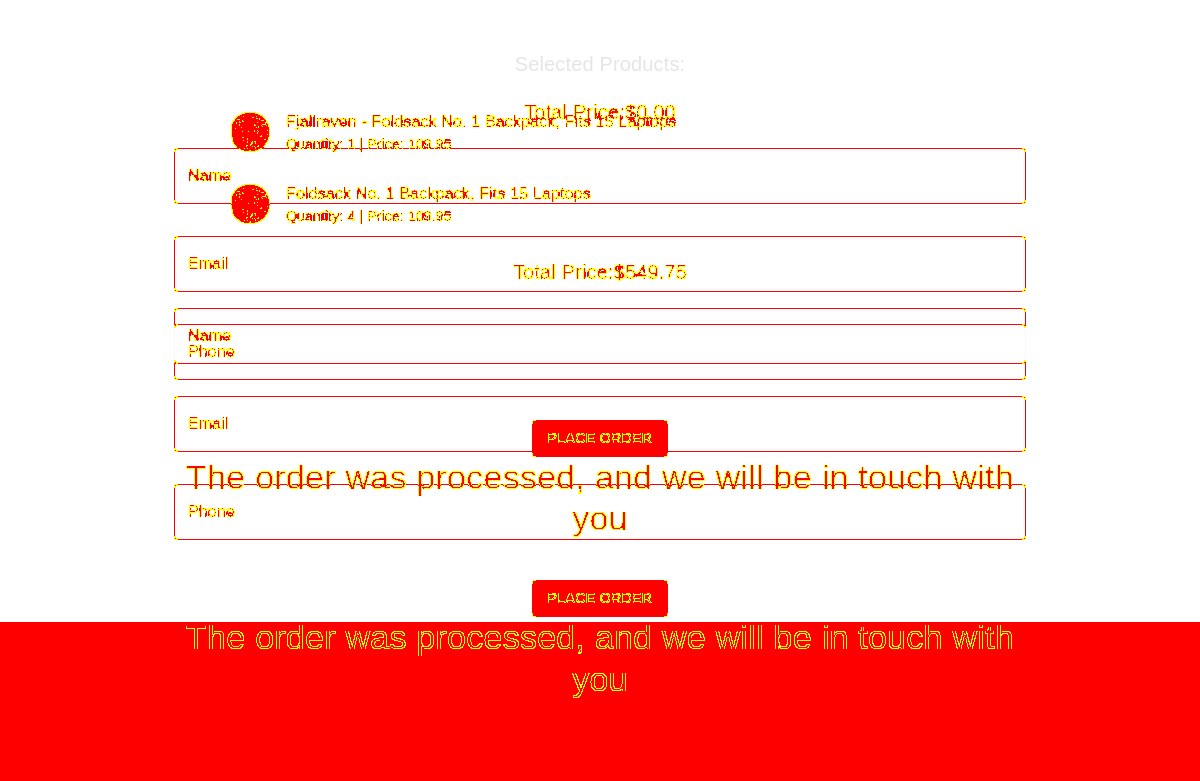 Selected Products:
Total Price:$0.00
Fjallraven - Foldsack No. 1 Backpack, Fits 15 Laptops
Quantity: 1 | Price: 109.95
Name
Foldsack No. 1 Backpack, Fits 15 Laptops
Quantity: 4 | Price: 109.95
Email
Total Price:$549.75
Name
Phone
Email
PLACE ORDER
The order was processed, and we will be in touch with
you
Phone
PLACE ORDER
The order was processed, and we will be in touch with
you